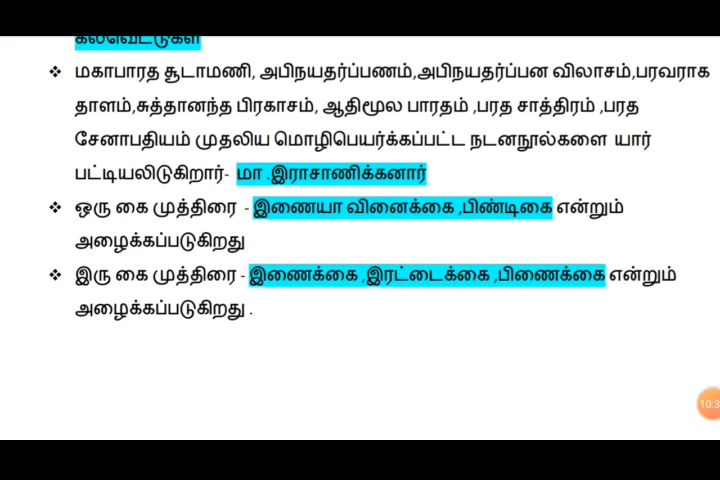 கல்வெட்டுகள்
❖ மகாபாரத சூடாமணி, அபிநயதர்ப்பணம்,அபிநயதர்ப்பன விலாசம்,பரவராக
தாளம்,சுத்தானந்த பிரகாசம், ஆதிமூல பாரதம் ,பரத சாத்திரம் ,பரத
சேனாபதியம் முதலிய மொழிபெயர்க்கப்பட்ட நடனநூல்களை யார்
பட்டியலிடுகிறார்- மா .இராசாணிக்கனார்
❖ ஒரு கை முத்திரை - இணையா வினைக்கை ,பிண்டிகை என்றும்
அழைக்கப்படுகிறது
❖ இரு கை முத்திரை - இணைக்கை ,இரட்டைக்கை ,பிணைக்கை என்றும்
அழைக்கப்படுகிறது .